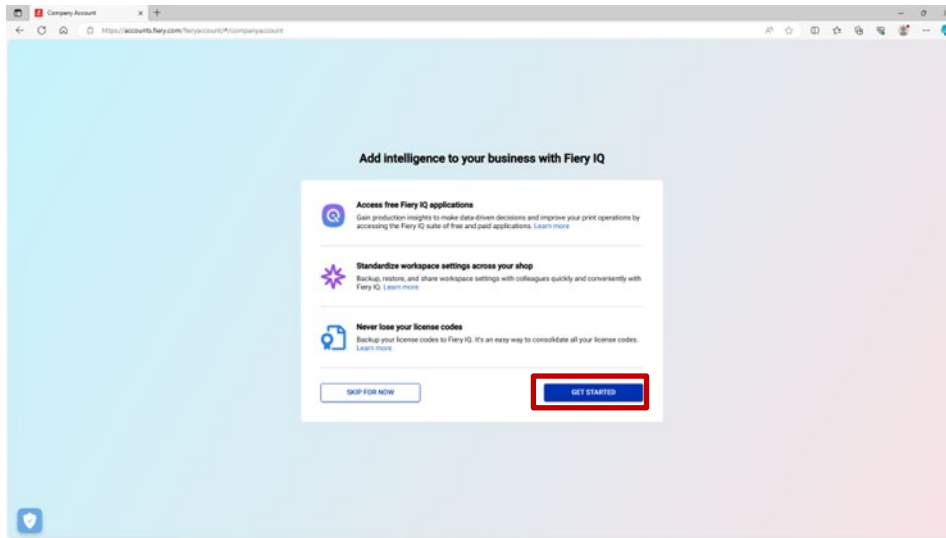 Company Account
https://accounts.fiery.com/fieryaccount/#/companyaccount
Add intelligence to your business with Fiery IQ
Access free Fiery IQ applications
Gain production insights to make data-driven decisions and improve your print operations by
accessing the Fiery IQ suite of free and paid applications. Learn more
Standardize workspace settings across your shop
Backup, restore, and share workspace settings with colleagues quickly and conveniently with
Fiery IQ. Learn more
Never lose your license codes
Backup your license codes to Fiery IQ. It's an easy way to consolidate all your license codes.
Learn more
SKIP FOR NOW
GET STARTED